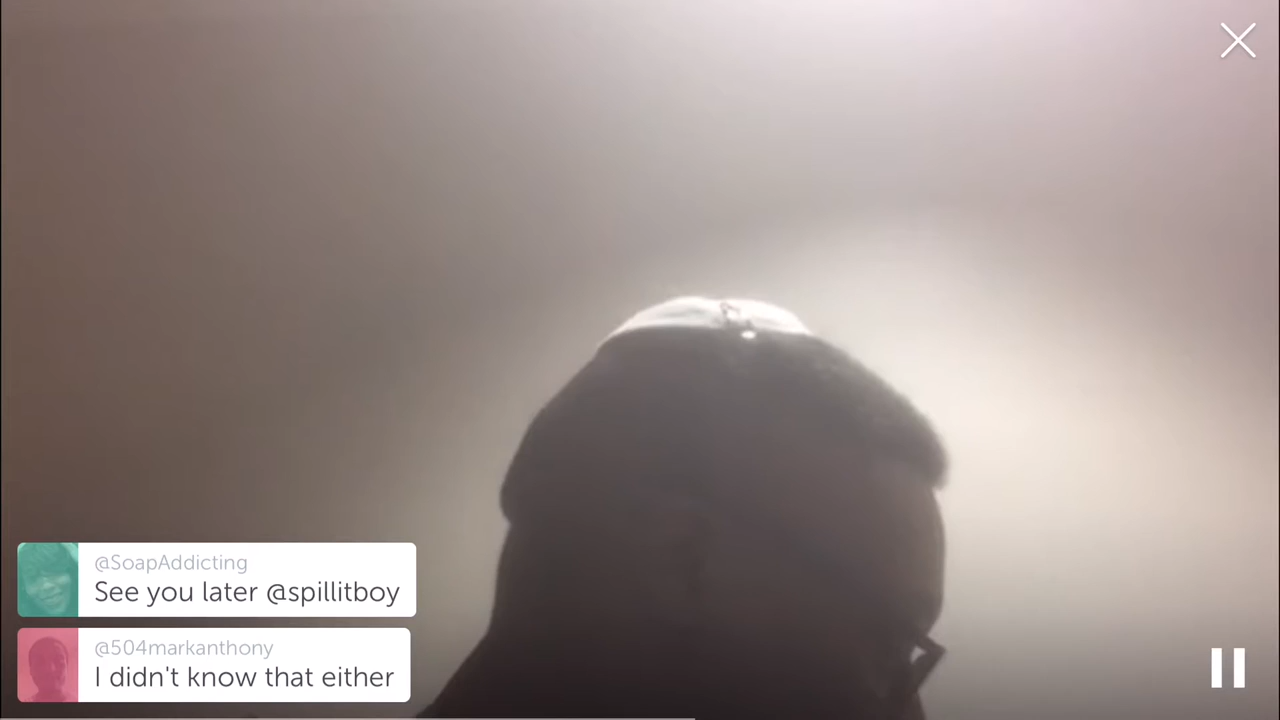 @SoapAddicting
See you later @spillitboy
@504markanthony
I didn't know that either